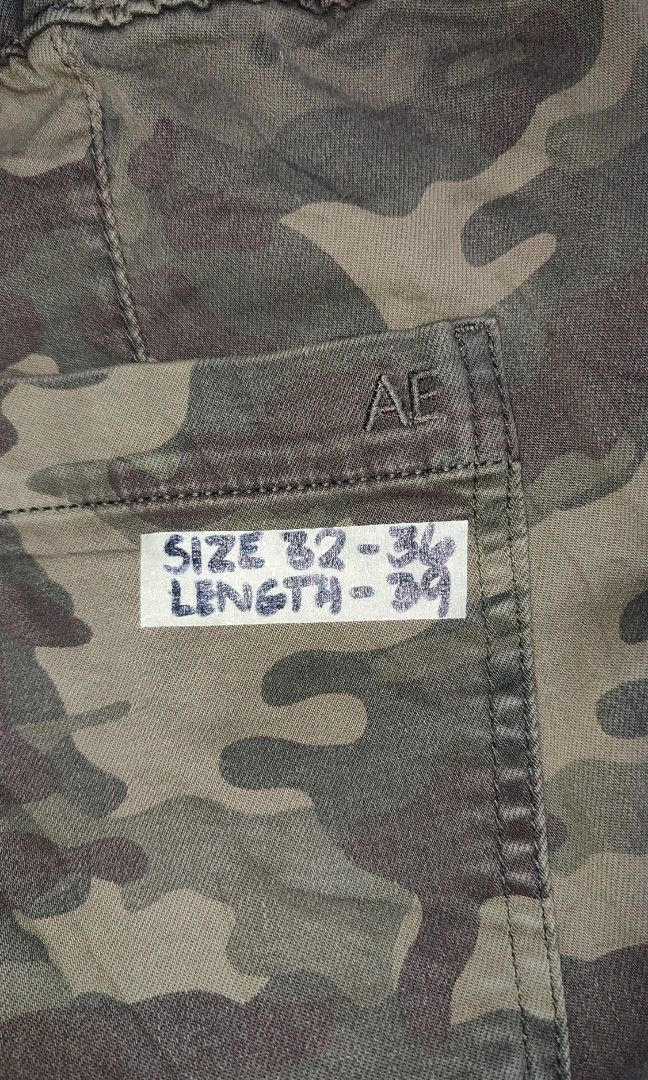 AE
SIZE 32 - 36
LENGTH - 39